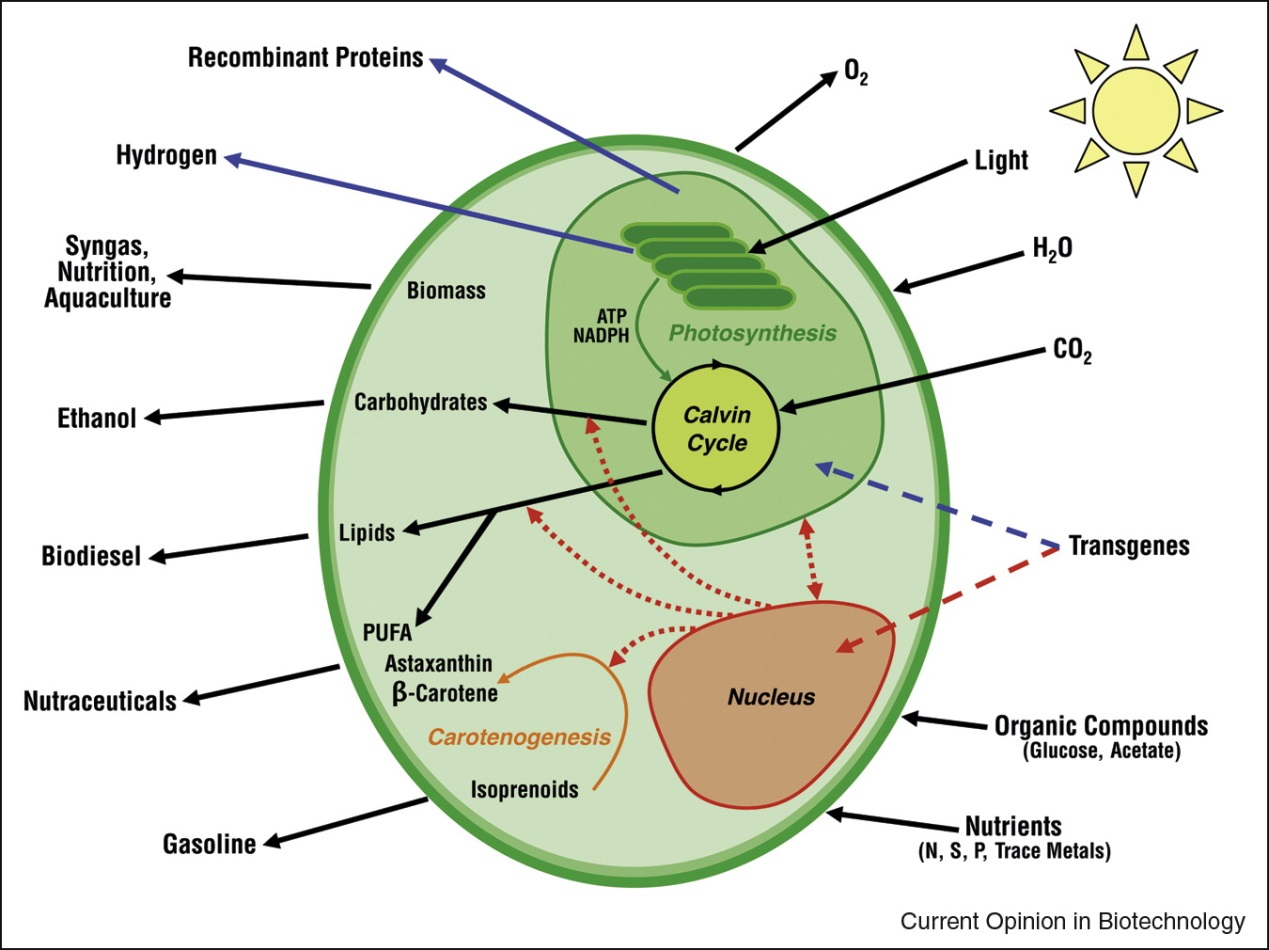 Recombinant Proteins
O₂
Hydrogen
Light
Syngas,
Nutrition,
Aquaculture
Biomass
H₂O
ATP
NADPH
Photosynthesis
CO₂
Ethanol
Carbohydrates
Calvin
Cycle
Lipids
Biodiesel
Transgenes
PUFA
Astaxanthin
β-Carotene
Nutraceuticals
Nucleus
Carotenogenesis
Organic Compounds
(Glucose, Acetate)
Isoprenoids
Gasoline
Nutrients
(N, S, P, Trace Metals)
Current Opinion in Biotechnology